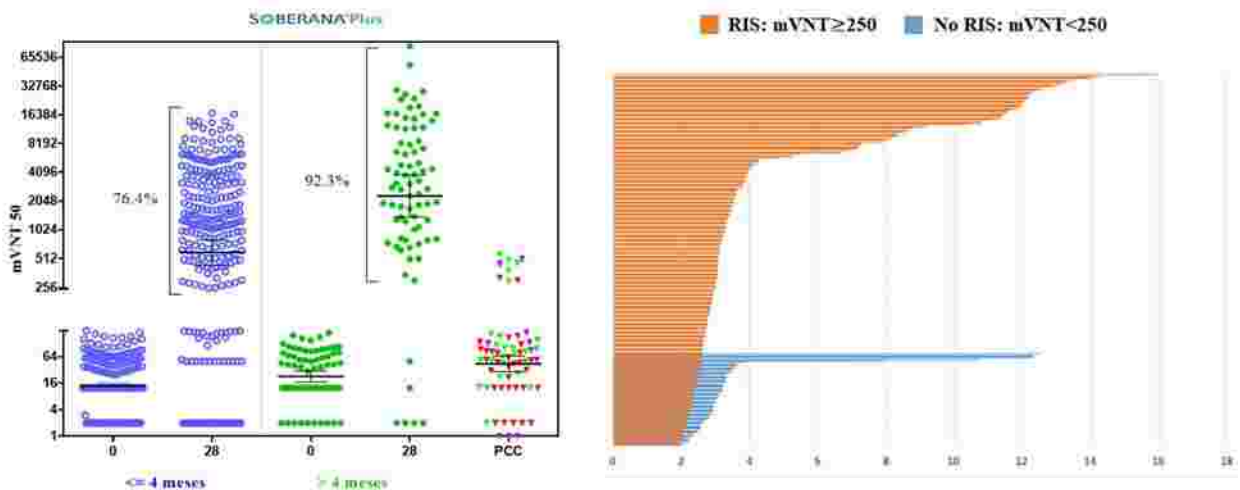 SOBERANA Plus
mVNT 50
65536
32768
16384
8192
4096
2048
1024
512
256
64
16
4
1
76.4%
92.3%
0 28 0 28 PCC
<= 4 meses > 4 meses
RIS: mVNT≥250 No RIS: mVNT<250
0 2 4 6 8 10 12 14 16 18